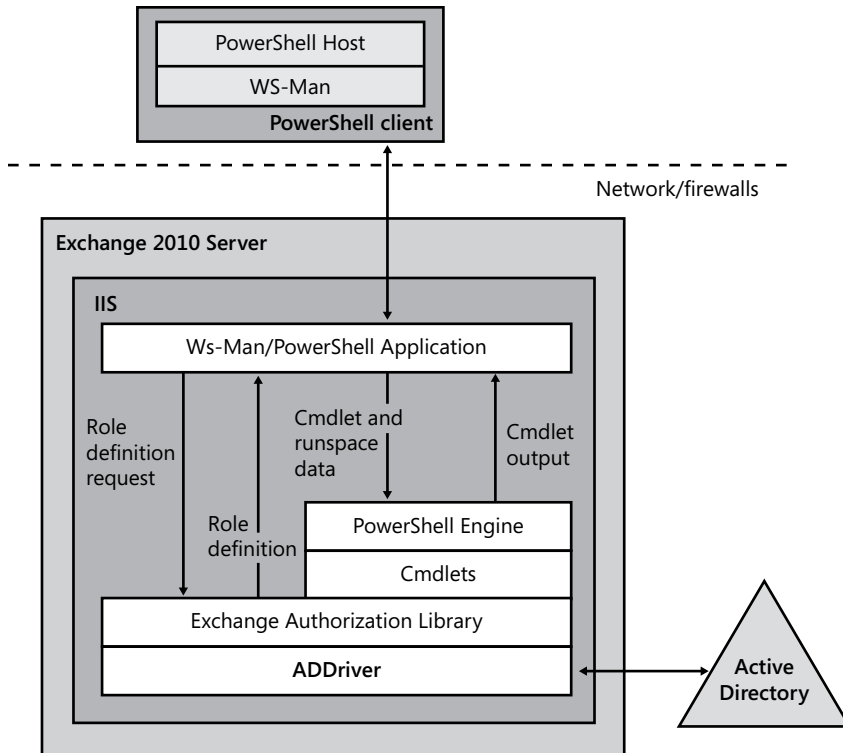 PowerShell Host
WS-Man
PowerShell client
Network/firewalls
Exchange 2010 Server
IIS
Ws-Man/PowerShell Application
Role
definition
request
Role
definition
Cmdlet and
runspace
data
Cmdlet
output
PowerShell Engine
Cmdlets
Exchange Authorization Library
ADDriver
Active
Directory